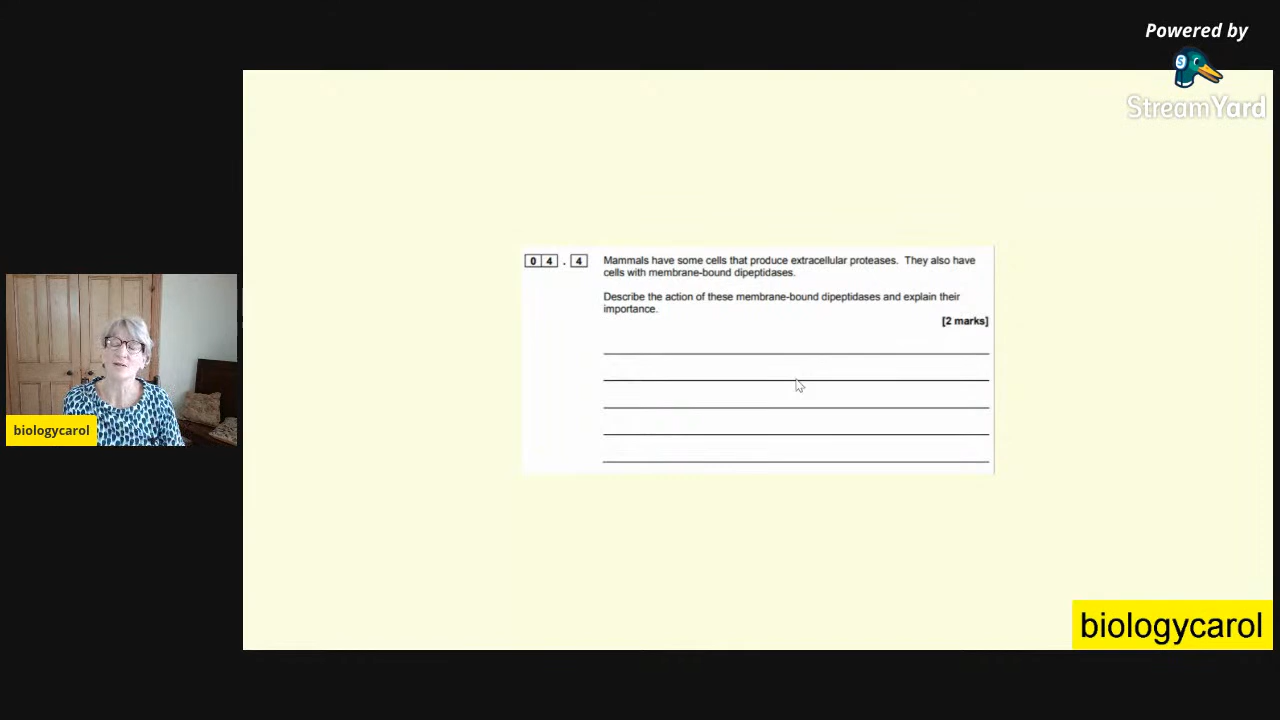 Powered by
StreamYard
0 4 . 4 Mammals have some cells that produce extracellular proteases. They also have
cells with membrane-bound dipeptidases.
Describe the action of these membrane-bound dipeptidases and explain their
importance.
[2 marks]
biologycarol
biologycarol